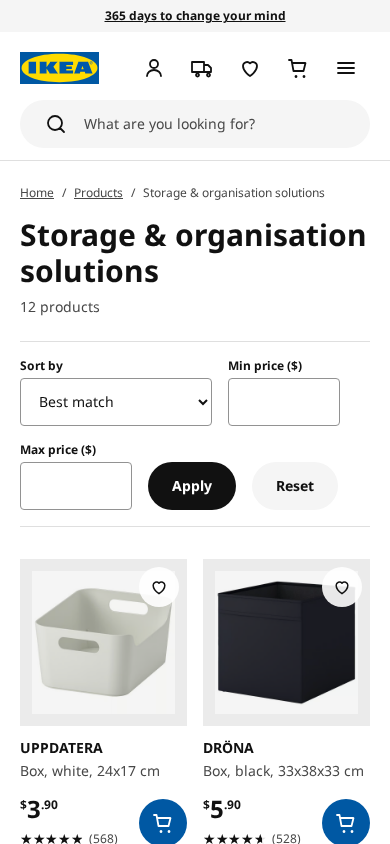 365 days to change your mind
IKEA
What are you looking for?
Home / Products / Storage & organisation solutions
Storage & organisation
solutions
12 products
Sort by
Min price ($)
Best match
Max price ($)
Apply
Reset
UPPDATERA
Box, white, 24x17 cm
$3.90
★★★★★ (568)
DRÖNA
Box, black, 33x38x33 cm
$5.90
★★★★★ (528)